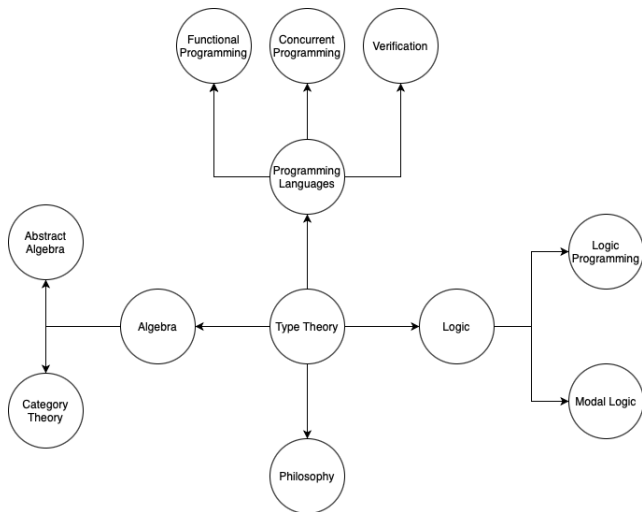 Functional
Programming
Concurrent
Programming
Verification
Programming
Languages
Abstract
Algebra
Logic
Programming
Algebra
Type Theory
Logic
Category
Theory
Modal Logic
Philosophy